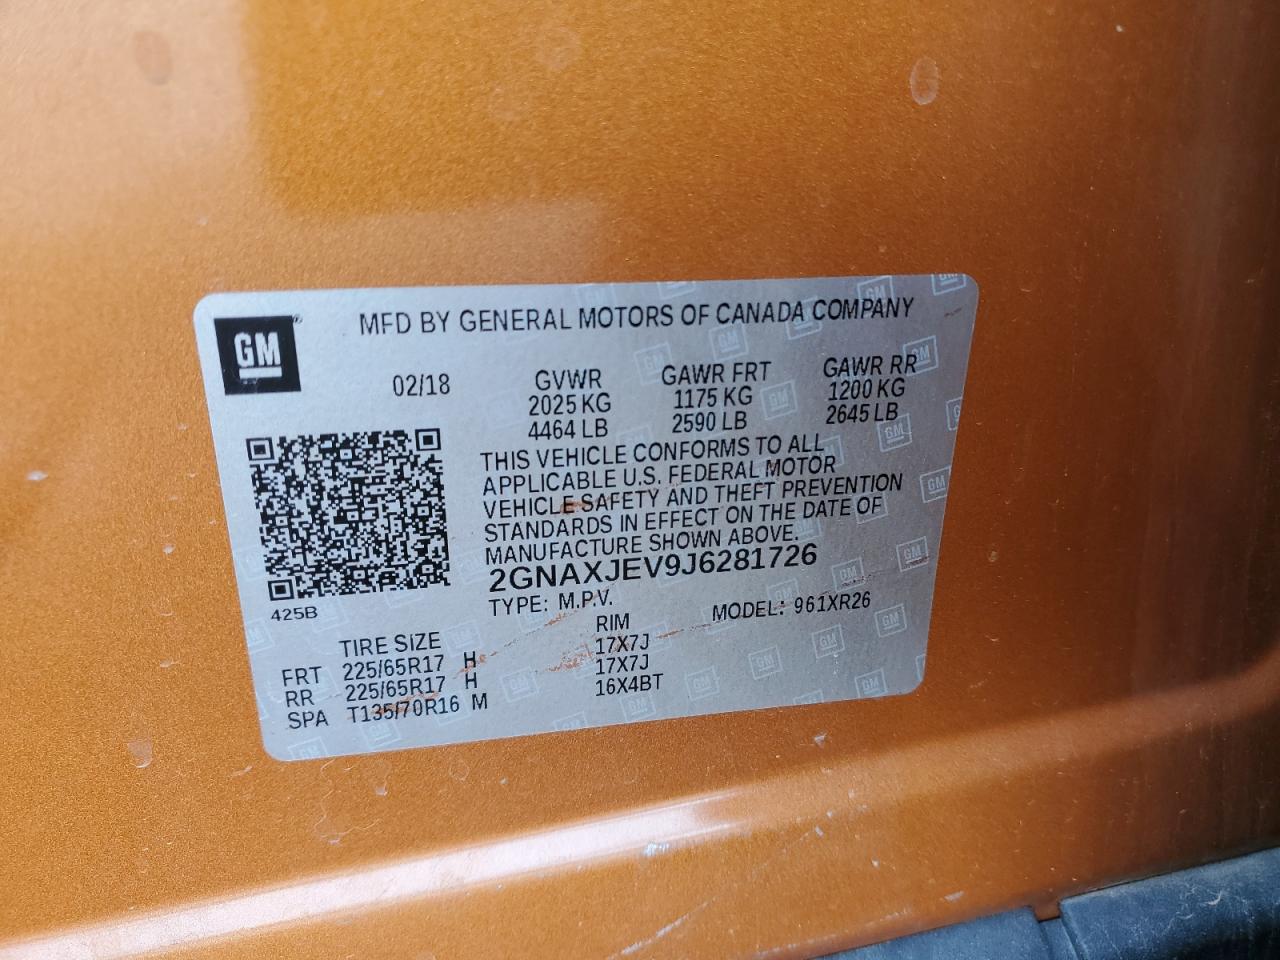 GM
MFD BY GENERAL MOTORS OF CANADA COMPANY
02/18
GVWR
2025 KG
4464 LB
GAWR FRT
1175 KG
2590 LB
GAWR RR
1200 KG
2645 LB
THIS VEHICLE CONFORMS TO ALL
APPLICABLE U.S. FEDERAL MOTOR
VEHICLE SAFETY AND THEFT PREVENTION
STANDARDS IN EFFECT ON THE DATE OF
MANUFACTURE SHOWN ABOVE.
2GNAXJEV9J6281726
425B
TYPE: M.P.V.
MODEL: 961XR26
TIRE SIZE RIM
FRT 225/65R17 H 17X7J
RR 225/65R17 H 17X7J
SPA T135/70R16 M 16X4BT